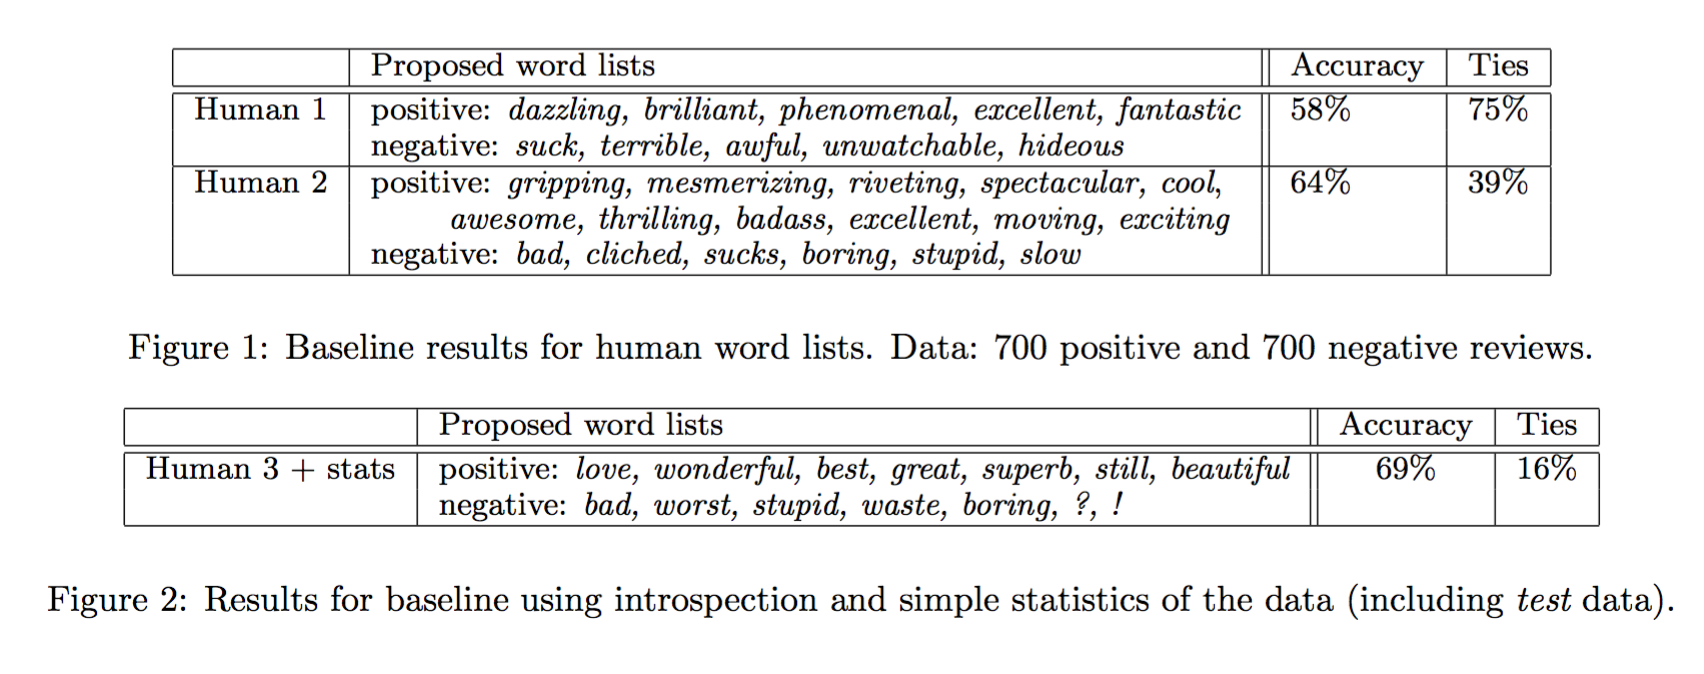 Proposed word lists Accuracy Ties
Human 1 positive: dazzling, brilliant, phenomenal, excellent, fantastic 58% 75%
negative: suck, terrible, awful, unwatchable, hideous
Human 2 positive: gripping, mesmerizing, riveting, spectacular, cool, 64% 39%
awesome, thrilling, badass, excellent, moving, exciting
negative: bad, cliched, sucks, boring, stupid, slow
Figure 1: Baseline results for human word lists. Data: 700 positive and 700 negative reviews.
Proposed word lists Accuracy Ties
Human 3 + stats positive: love, wonderful, best, great, superb, still, beautiful 69% 16%
negative: bad, worst, stupid, waste, boring, ?, !
Figure 2: Results for baseline using introspection and simple statistics of the data (including test data).